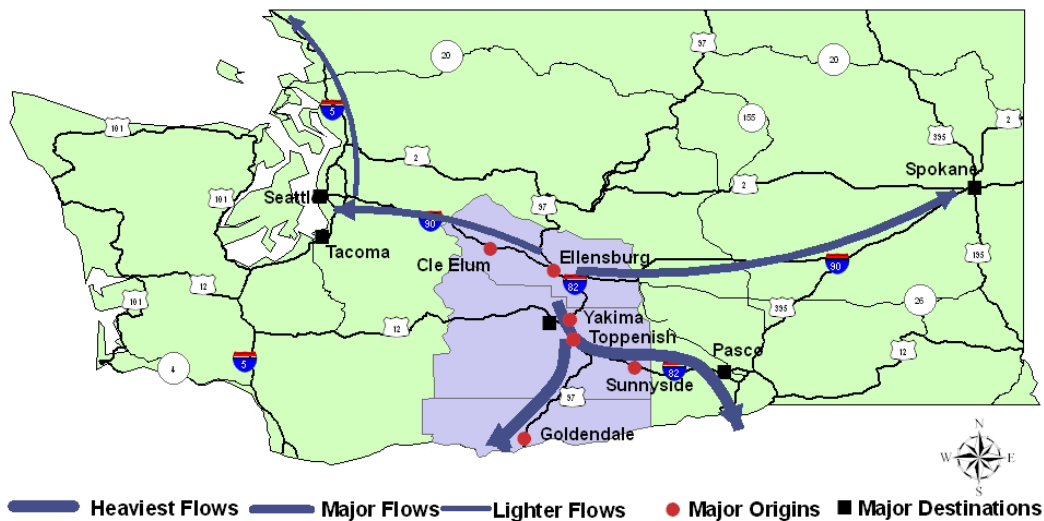 97
20
20
5
101
155
395
2
2
Spokane
2
101
Seattle
97
90
Tacoma
Ellensburg
195
Cle Elum
90
82
12
101
395
26
Yakima
12
Toppenish
Pasco
12
5
4
82
Sunnyside
97
Goldendale
N
W E
S
Heaviest Flows Major Flows Lighter Flows Major Origins Major Destinations